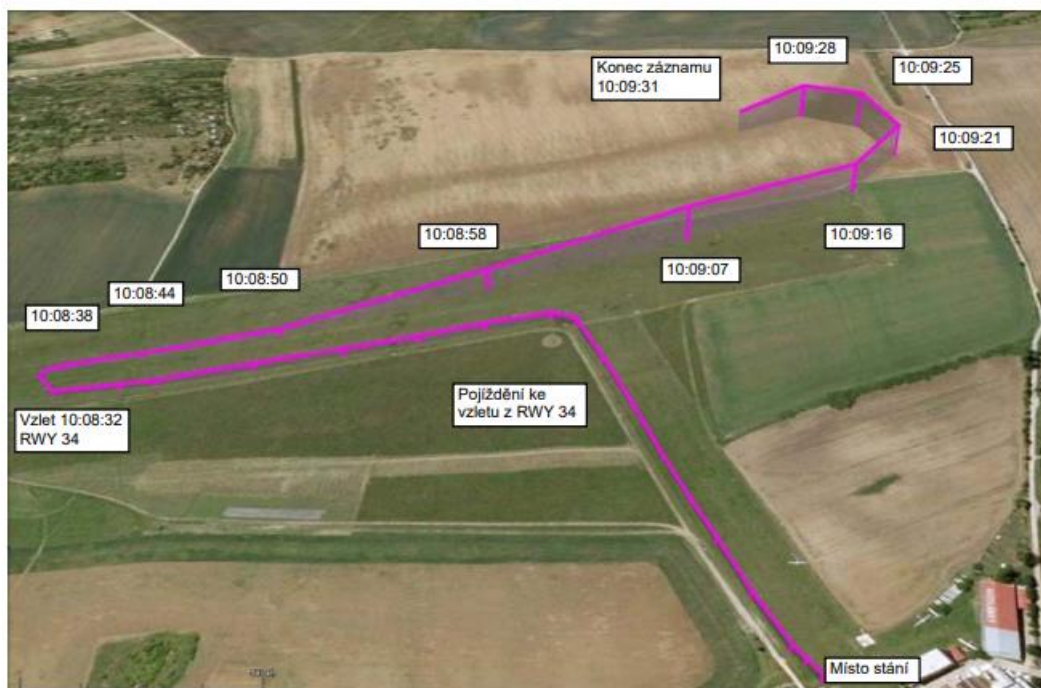 10:09:28
Konec záznamu
10:09:31
10:09:25
10:09:21
10:08:58
10:09:16
10:09:07
10:08:50
10:08:44
10:08:38
Vzlet 10:08:32
RWY 34
Pojíždění ke
vzletu z RWY 34
Místo stání